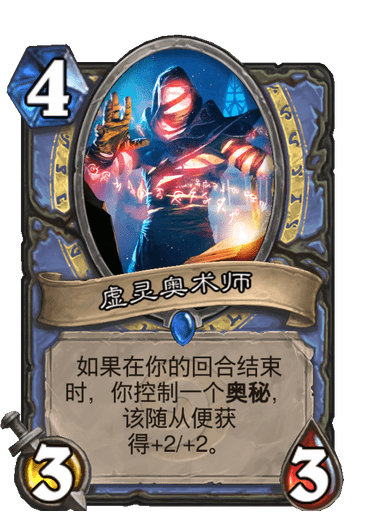 4
虚灵奥术师
如果在你的回合结束
时，你控制一个奥秘，
该随从便获
得+2/+2。
3
3